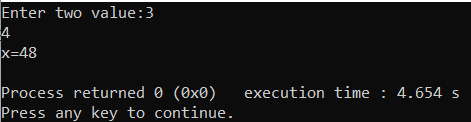 Enter two value:3
4
x=48
Process returned 0 (0x0)   execution time : 4.654 s
Press any key to continue.